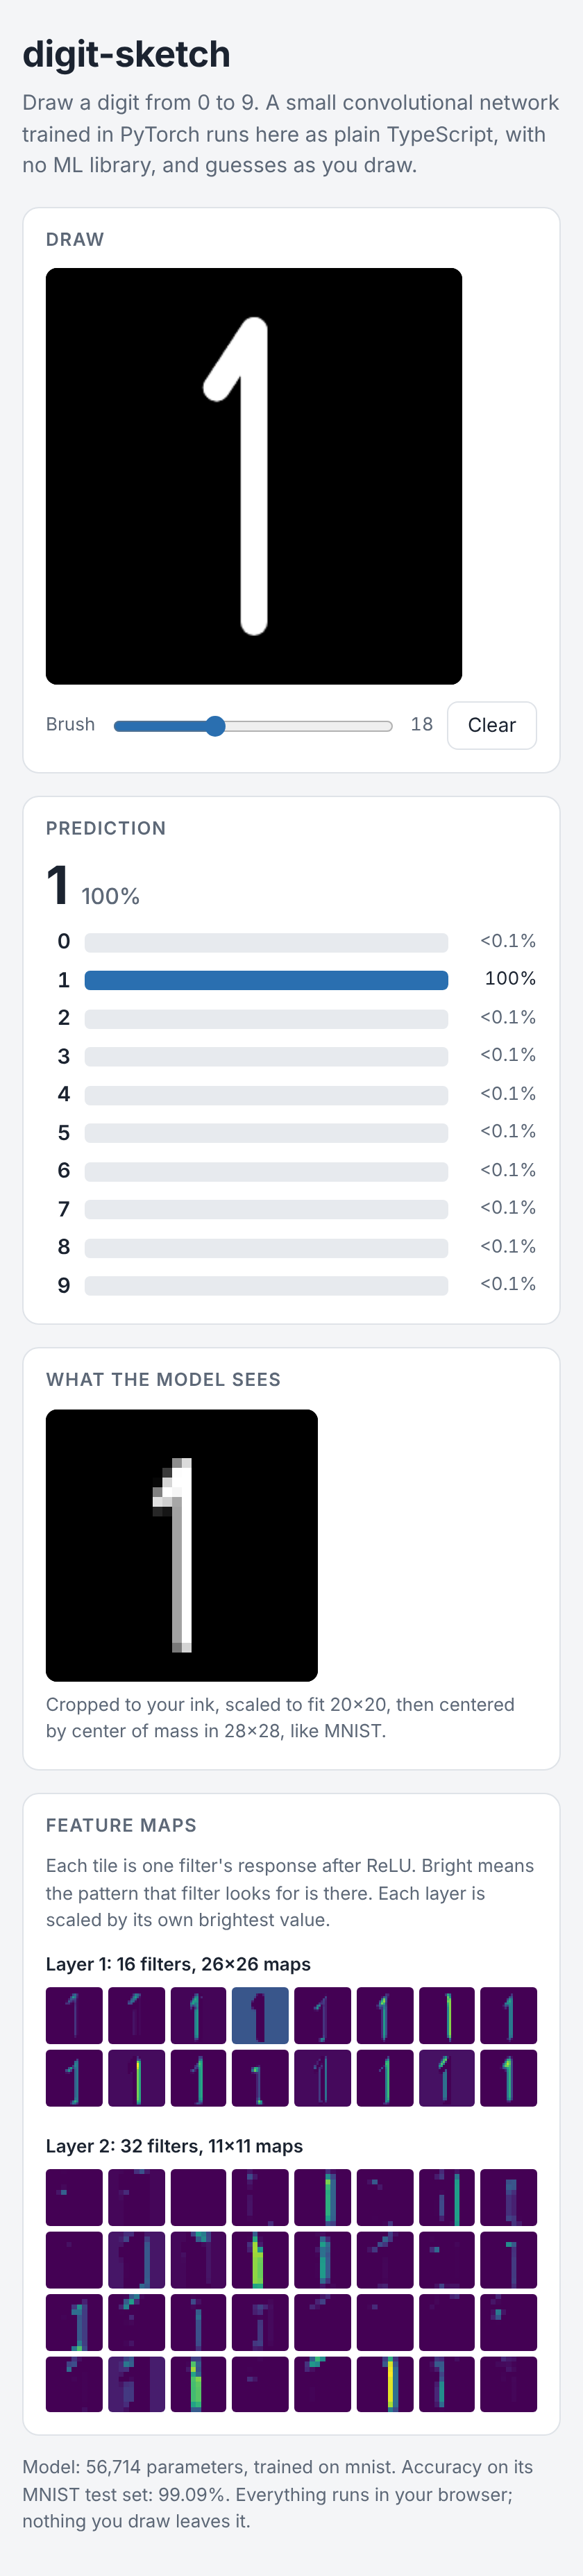 digit-sketch
Draw a digit from 0 to 9. A small convolutional network
trained in PyTorch runs here as plain TypeScript, with
no ML library, and guesses as you draw.
DRAW
1
Brush 18 Clear
PREDICTION
1 100%
0 <0.1%
1 100%
2 <0.1%
3 <0.1%
4 <0.1%
5 <0.1%
6 <0.1%
7 <0.1%
8 <0.1%
9 <0.1%
WHAT THE MODEL SEES
1
Cropped to your ink, scaled to fit 20×20, then centered
by center of mass in 28×28, like MNIST.
FEATURE MAPS
Each tile is one filter's response after ReLU. Bright means
the pattern that filter looks for is there. Each layer is
scaled by its own brightest value.
Layer 1: 16 filters, 26×26 maps
Layer 2: 32 filters, 11×11 maps
Model: 56,714 parameters, trained on mnist. Accuracy on its
MNIST test set: 99.09%. Everything runs in your browser;
nothing you draw leaves it.